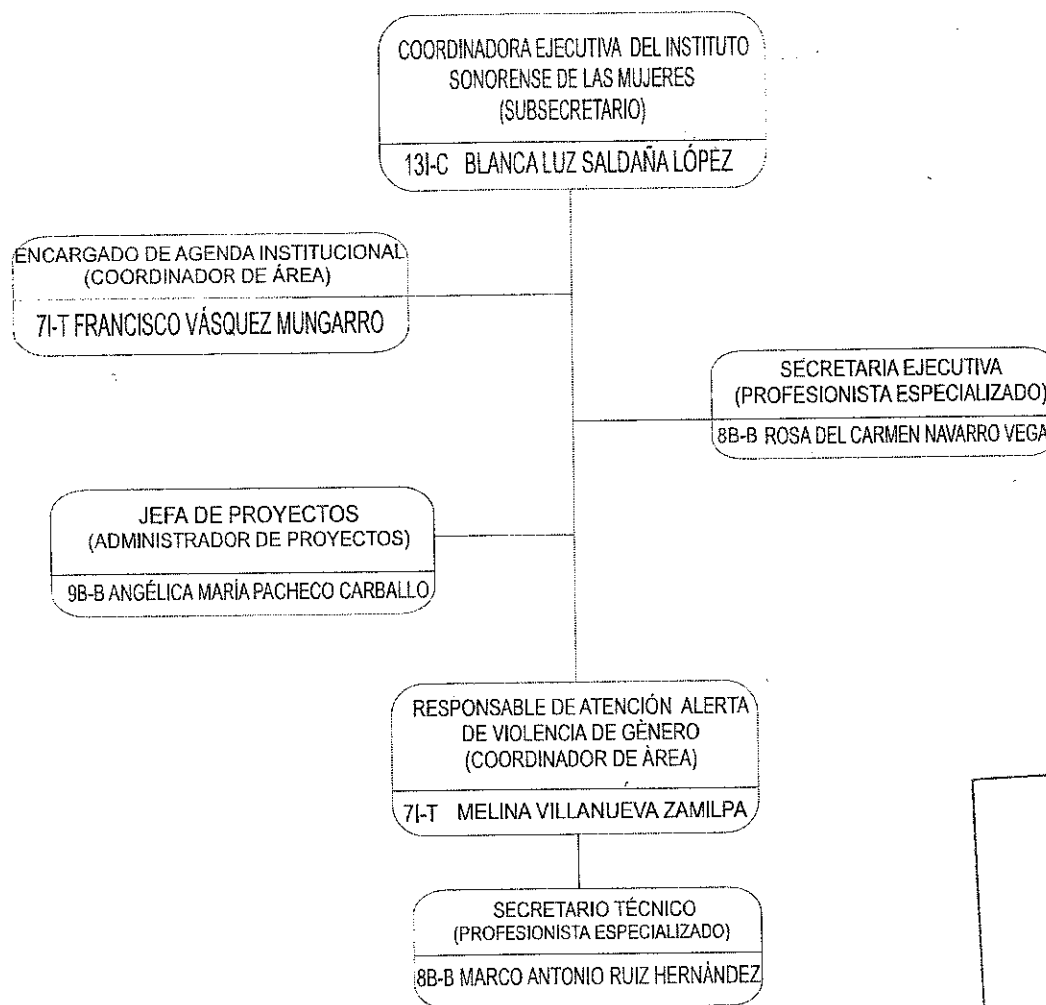 COORDINADORA EJECUTIVA DEL INSTITUTO
SONORENSE DE LAS MUJERES
(SUBSECRETARIO)
13I-C BLANCA LUZ SALDAÑA LÓPEZ
ENCARGADO DE AGENDA INSTITUCIONAL
(COORDINADOR DE ÁREA)
7I-T FRANCISCO VÁSQUEZ MUNGARRO
SECRETARIA EJECUTIVA
(PROFESIONISTA ESPECIALIZADO)
8B-B ROSA DEL CARMEN NAVARRO VEGA
JEFA DE PROYECTOS
(ADMINISTRADOR DE PROYECTOS)
9B-B ANGÉLICA MARÍA PACHECO CARBALLO
RESPONSABLE DE ATENCIÓN ALERTA
DE VIOLENCIA DE GÈNERO
(COORDINADOR DE ÀREA)
7I-T MELINA VILLANUEVA ZAMILPA
SECRETARIO TÉCNICO
(PROFESIONISTA ESPECIALIZADO)
8B-B MARCO ANTONIO RUIZ HERNÀNDEZ